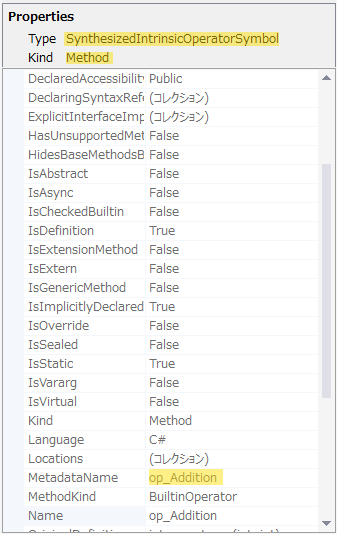 Properties
Type SynthesizedIntrinsicOperatorSymbol
Kind Method
DeclaredAccessibility Public
DeclaringSyntaxRefe (コレクション)
ExplicitInterfaceImp (コレクション)
HasUnsupportedMet False
HidesBaseMethodsB False
IsAbstract False
IsAsync False
IsCheckedBuiltin False
IsDefinition True
IsExtensionMethod False
IsExtern False
IsGenericMethod False
IsImplicitlyDeclared True
IsOverride False
IsSealed False
IsStatic True
IsVararg False
IsVirtual False
Kind Method
Language C#
Locations (コレクション)
MetadataName op_Addition
MethodKind BuiltinOperator
Name op_Addition